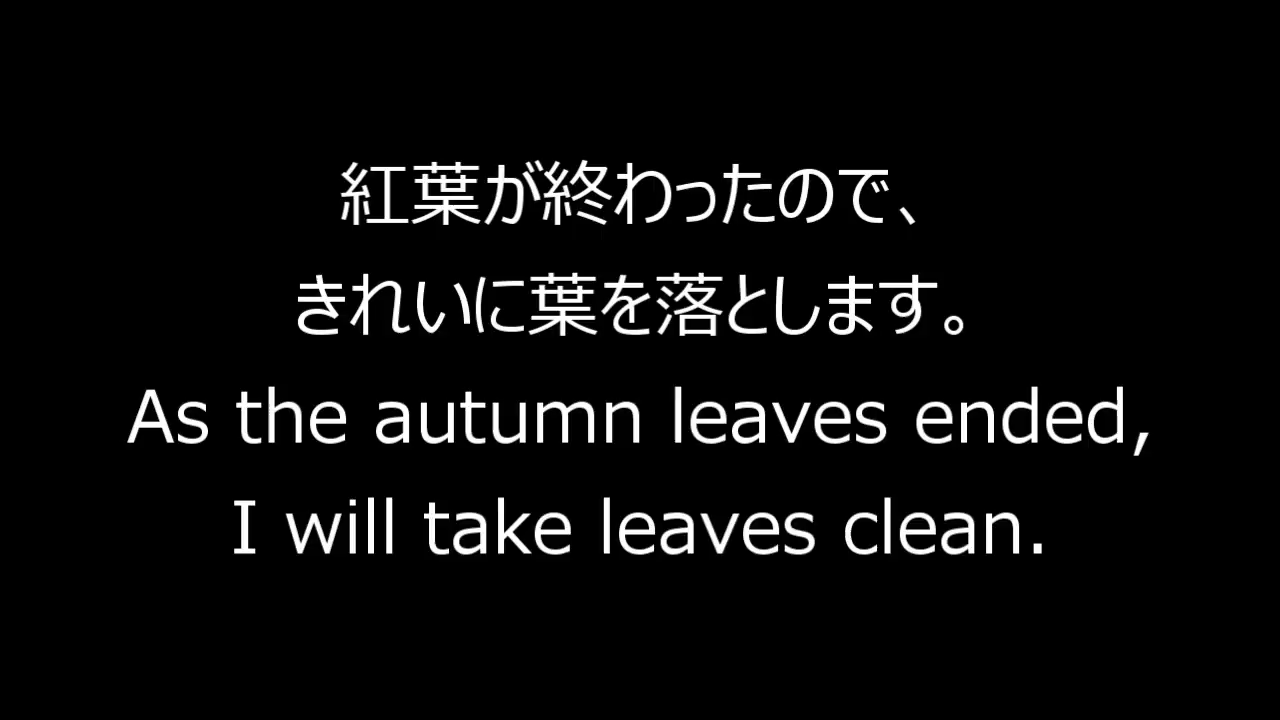 紅葉が終わったので、
きれいに葉を落とします。
As the autumn leaves ended,
I will take leaves clean.